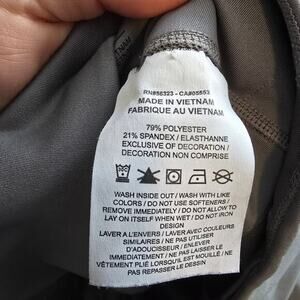 RN#56323 - CA#05553
MADE IN VIETNAM
FABRIQUE AU VIETNAM
79% POLYESTER
21% SPANDEX / ELASTHANNE
EXCLUSIVE OF DECORATION /
DECORATION NON COMPRISE
WASH INSIDE OUT / WASH WITH LIKE
COLORS / DO NOT USE SOFTENERS /
REMOVE IMMEDIATELY / DO NOT ALLOW TO
LAY ON ITSELF WHEN WET / DO NOT IRON
DESIGN
LAVER A L'ENVERS / LAVER AVEC COULEURS
SIMILAIRES / NE PAS UTILISER
D'ADOUCISSEUR / ENLEVER
IMMEDIATEMENT / NE PAS LAISSER LE
VÊTEMENT PLIÉ LORSQU'IL EST MOUILLÉ / NE
PAS REPASSER LE DESSIN